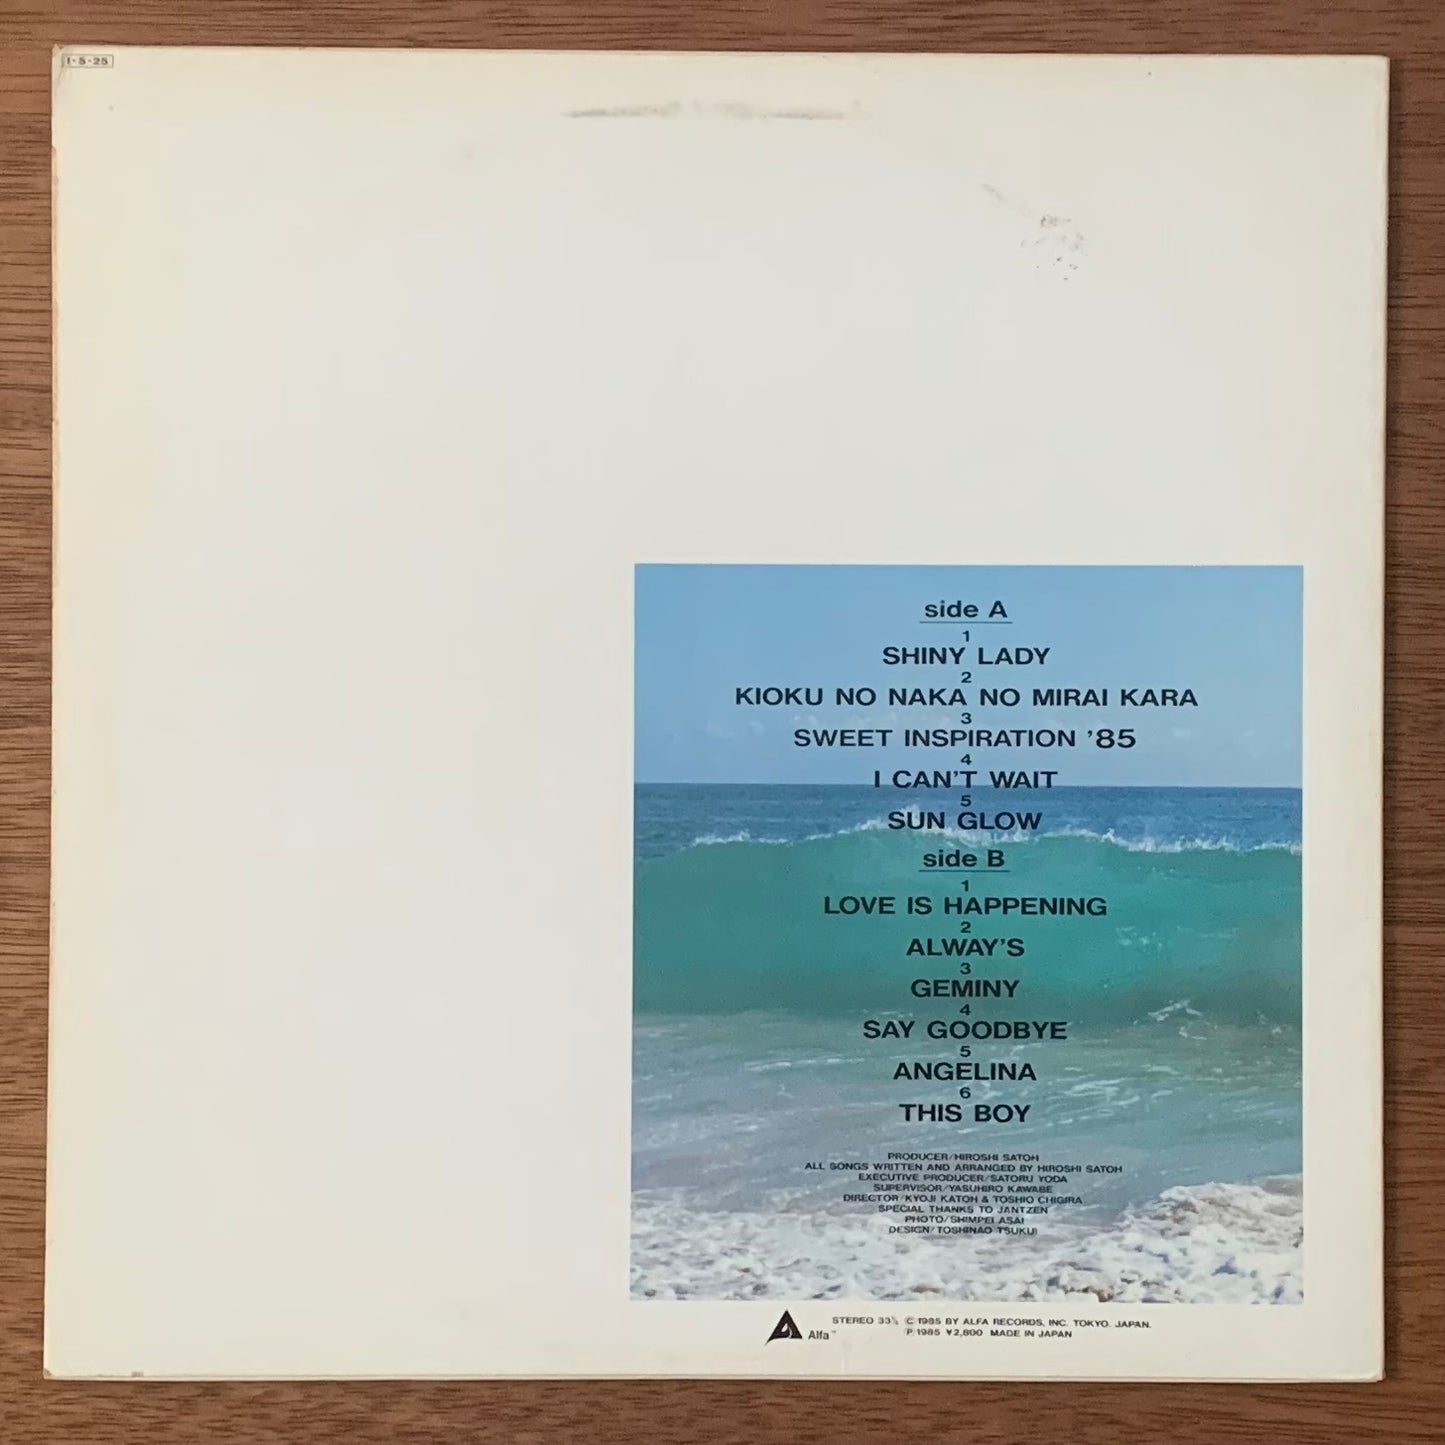 I-S-25
side A
1
SHINY LADY
2
KIOKU NO NAKA NO MIRAI KARA
3
SWEET INSPIRATION '85
4
I CAN'T WAIT
5
SUN GLOW
side B
1
LOVE IS HAPPENING
2
ALWAY'S
3
GEMINY
4
SAY GOODBYE
5
ANGELINA
6
THIS BOY
PRODUCER/HIROSHI SATOH
ALL SONGS WRITTEN AND ARRANGED BY HIROSHI SATOH
EXECUTIVE PRODUCER/SATORU YODA
SUPERVISOR/YASUHIRO KAWABE
DIRECTOR/KYOJI KATOH & TOSHIO CHIGIRA
SPECIAL THANKS TO JANTZEN
PHOTO/SHIMPEI ASAI
DESIGN/TOSHINAO TSUKUI
Alfa™
STEREO 33⅓ © 1985 BY ALFA RECORDS, INC. TOKYO. JAPAN.
℗ 1985 ¥2,800 MADE IN JAPAN